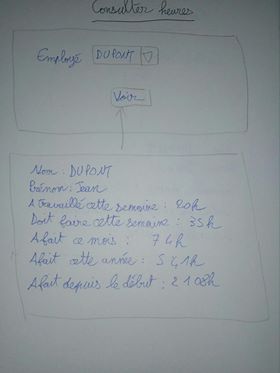 Consulter heures
Employé DUPONT
Voir
Nom : DUPONT
Prénom : Jean
A travaillé cette semaine : 20h
Doit faire cette semaine : 35h
A fait ce mois : 74h
A fait cette année : 541h
A fait depuis le début : 2108h